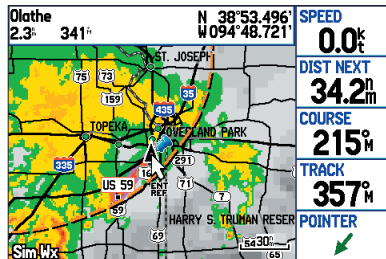 Olathe N 38°53.496'
2.3 341° W094°48.721'
SPEED
0.0kt
DIST NEXT
34.2nm
COURSE
215°M
TRACK
357°M
POINTER
ST. JOSEPH
75 73
35
159
435
TOPEKA
OVERLAND PARK
335
291
US 59
71
7
59
HARRY S. TRUMAN RESER
69
54 30
65
Sim Wx